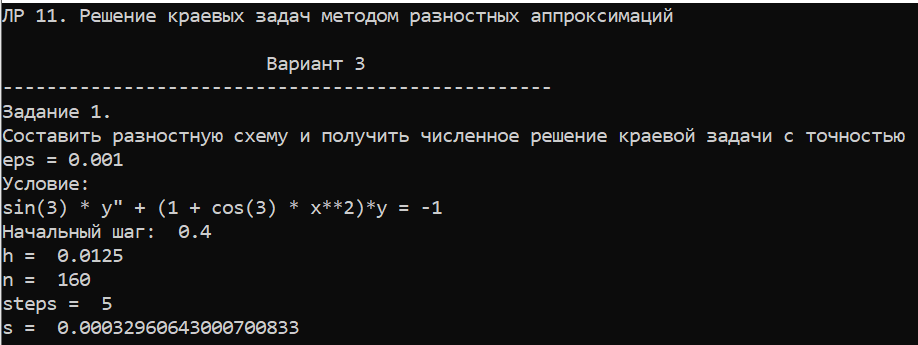 ЛР 11. Решение краевых задач методом разностных аппроксимаций
Вариант 3
--------------------------------------------------
Задание 1.
Составить разностную схему и получить численное решение краевой задачи с точностью
eps = 0.001
Условие:
sin(3) * y" + (1 + cos(3) * x**2)*y = -1
Начальный шаг:  0.4
h =  0.0125
n =  160
steps =  5
s =  0.00032960643000700833